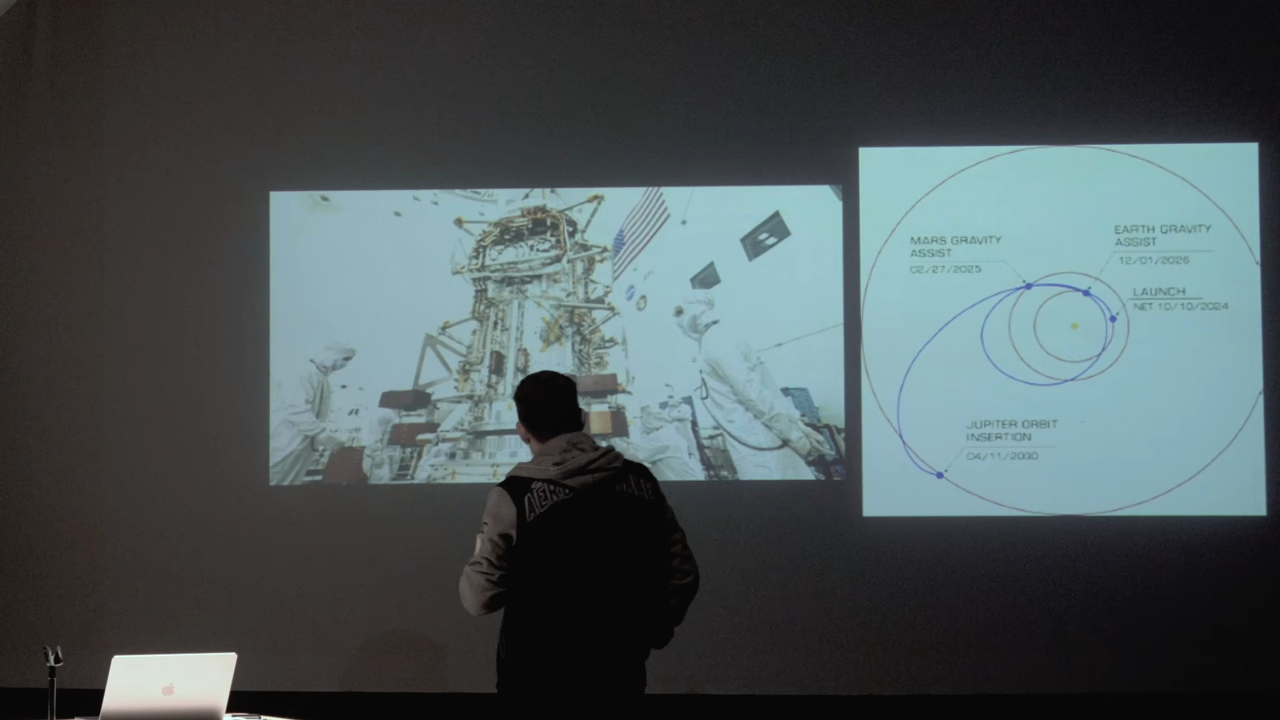 MARS GRAVITY
ASSIST
02/27/2025
EARTH GRAVITY
ASSIST
12/01/2026
LAUNCH
NET 10/10/2024
JUPITER ORBIT
INSERTION
04/11/2030